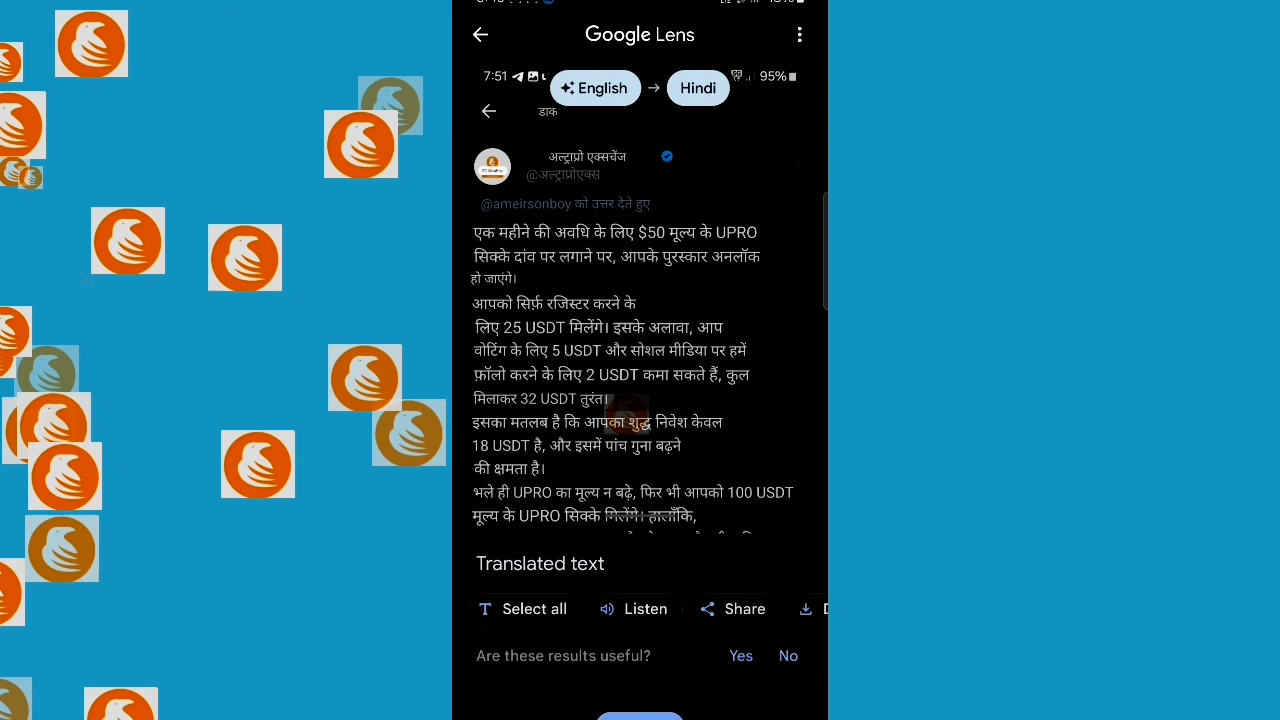 Google Lens
7:51
95%
English → Hindi
डाक
अल्ट्राप्रो एक्सचेंज
@अल्ट्राप्रोएक्स
@ameirsonboy को उत्तर देते हुए
एक महीने की अवधि के लिए $50 मूल्य के UPRO
सिक्के दांव पर लगाने पर, आपके पुरस्कार अनलॉक
हो जाएंगे।
आपको सिर्फ़ रजिस्टर करने के
लिए 25 USDT मिलेंगे। इसके अलावा, आप
वोटिंग के लिए 5 USDT और सोशल मीडिया पर हमें
फ़ॉलो करने के लिए 2 USDT कमा सकते हैं, कुल
मिलाकर 32 USDT तुरंत।
इसका मतलब है कि आपका शुद्ध निवेश केवल
18 USDT है, और इसमें पांच गुना बढ़ने
की क्षमता है।
भले ही UPRO का मूल्य न बढ़े, फिर भी आपको 100 USDT
मूल्य के UPRO सिक्के मिलेंगे। हालाँकि,
Translated text
Select all Listen Share
Are these results useful? Yes No